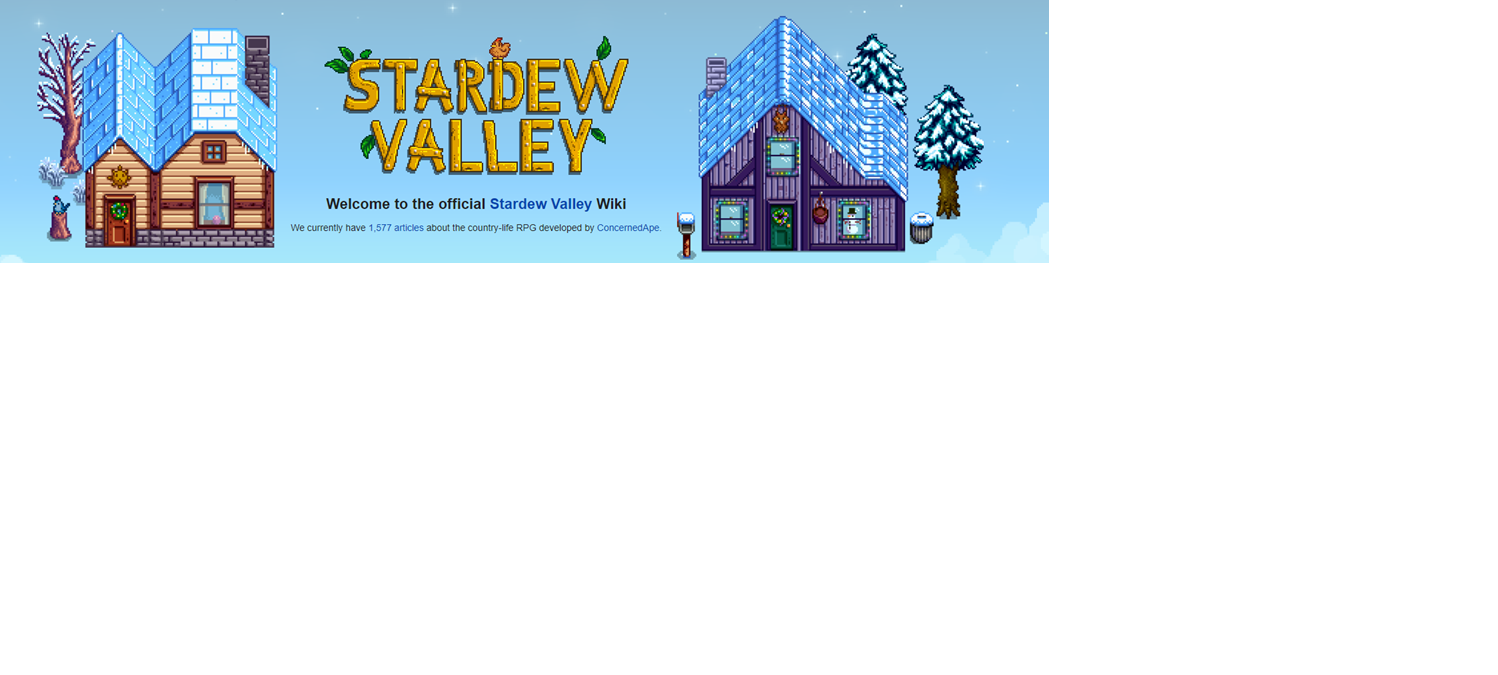 STARDEW
VALLEY
Welcome to the official Stardew Valley Wiki
We currently have 1,577 articles about the country-life RPG developed by ConcernedApe.